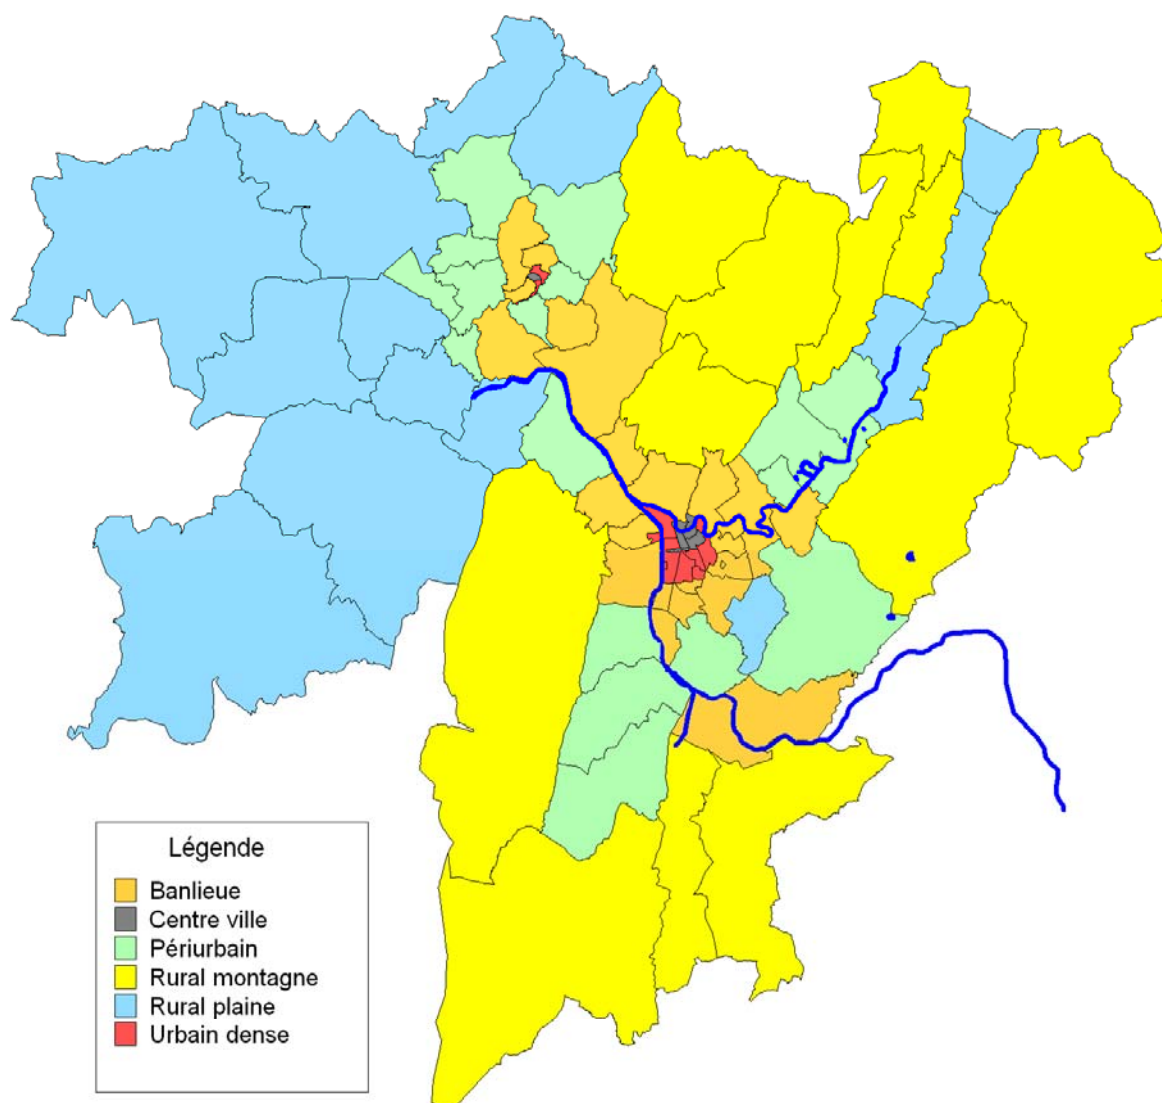 Légende
Banlieue
Centre ville
Périurbain
Rural montagne
Rural plaine
Urbain dense